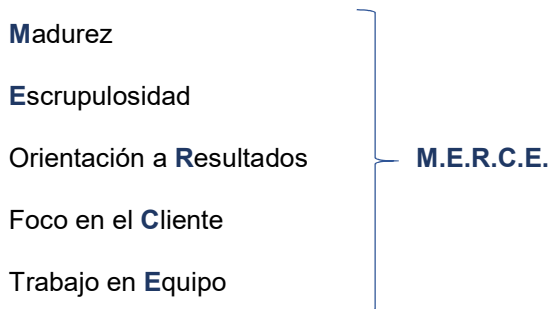 Madurez
Escrupulosidad
Orientación a Resultados
M.E.R.C.E.
Foco en el Cliente
Trabajo en Equipo